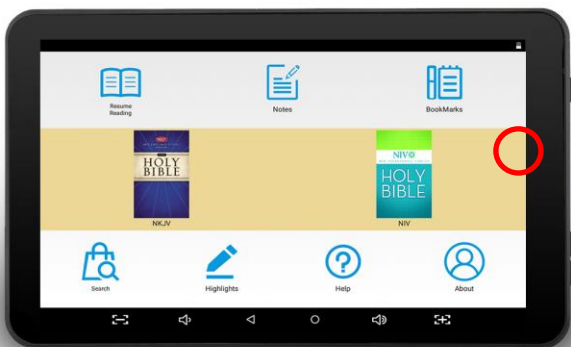 Resume
Reading
Notes
BookMarks
HOLY
BIBLE
NKJV
NIV
HOLY
BIBLE
NIV
Search
Highlights
Help
About